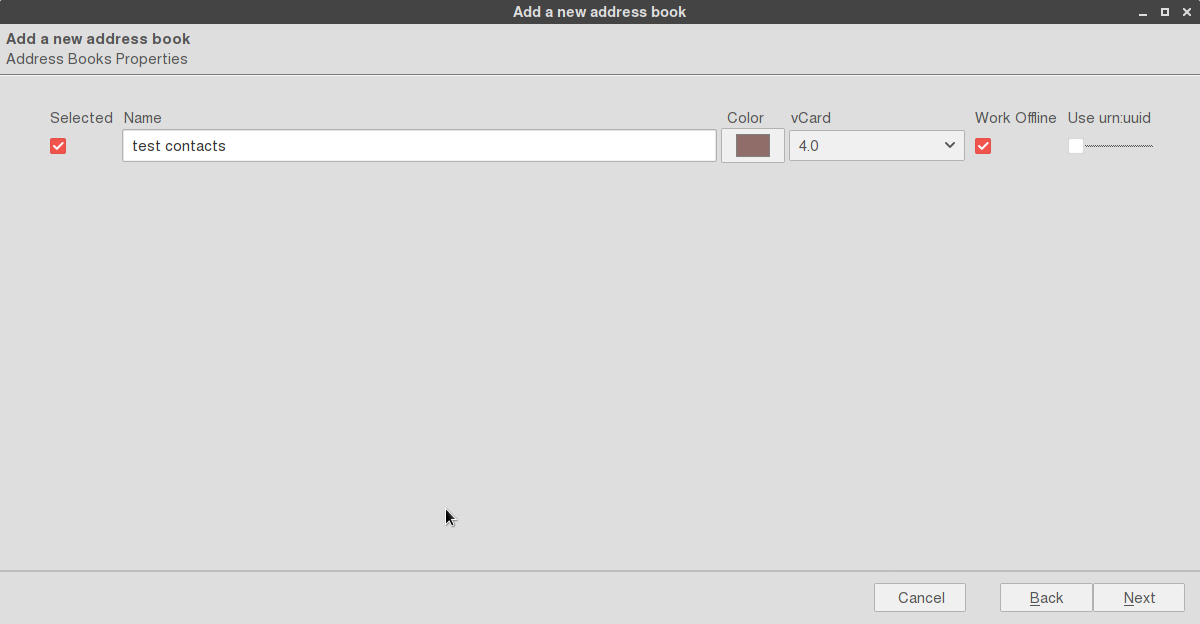 Add a new address book
Add a new address book
Address Books Properties
Selected Name Color vCard Work Offline Use urn:uuid
test contacts 4.0
Cancel Back Next